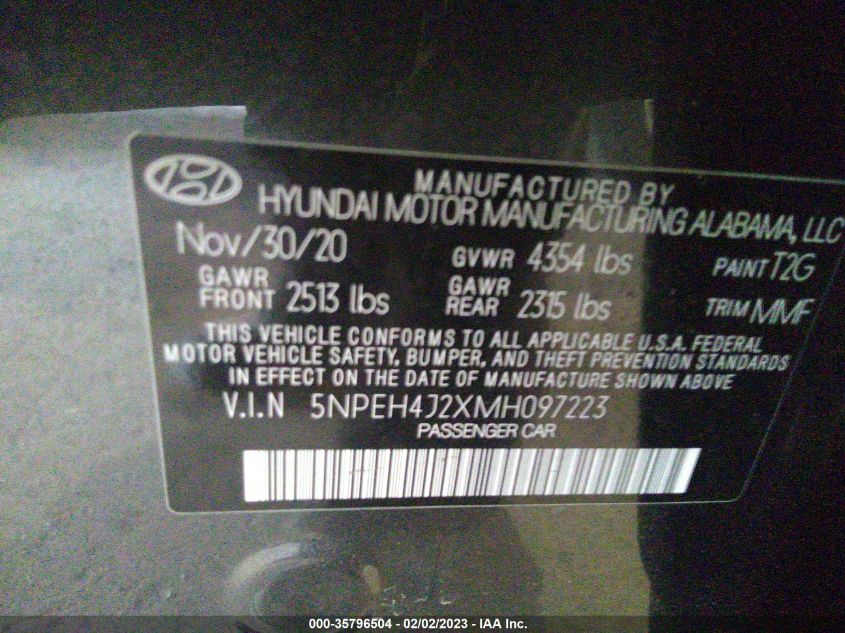 MANUFACTURED BY
HYUNDAI MOTOR MANUFACTURING ALABAMA, LLC
Nov/30/20 GVWR 4354 lbs PAINT T2G
GAWR FRONT 2513 lbs GAWR REAR 2315 lbs TRIM MMF
THIS VEHICLE CONFORMS TO ALL APPLICABLE U.S.A. FEDERAL
MOTOR VEHICLE SAFETY, BUMPER, AND THEFT PREVENTION STANDARDS
IN EFFECT ON THE DATE OF MANUFACTURE SHOWN ABOVE
V.I.N 5NPEH4J2XMH097223
PASSENGER CAR
000-35796504 - 02/02/2023 - IAA Inc.